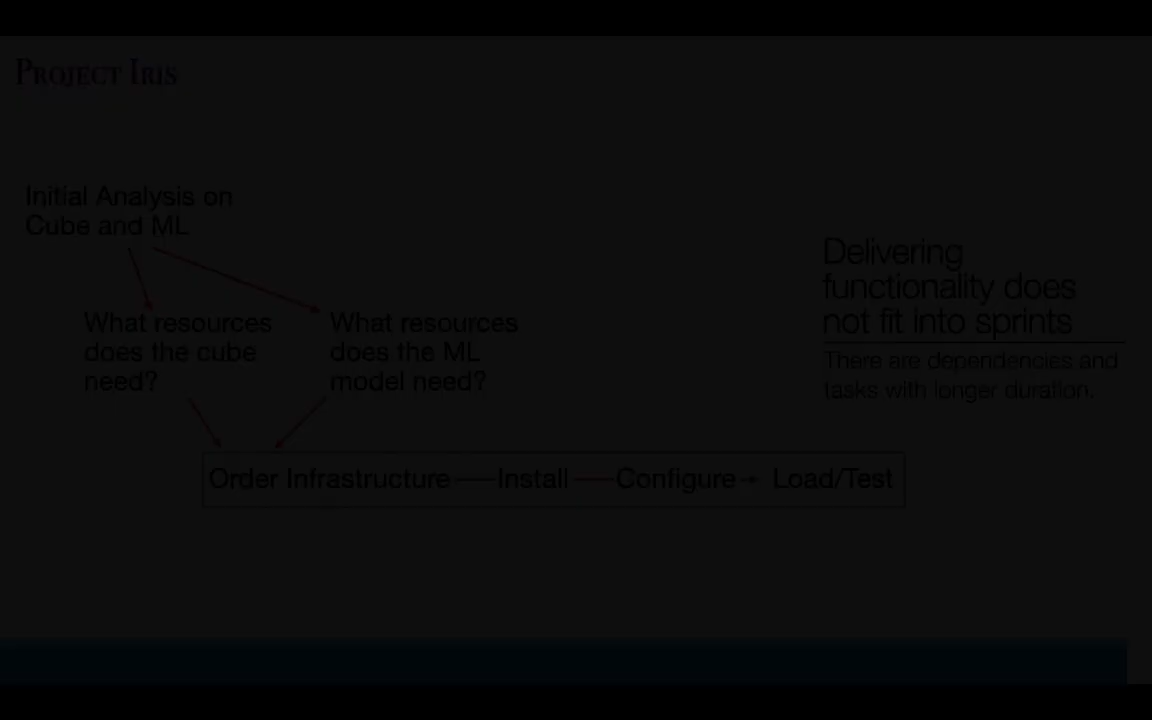 Project Iris
Initial Analysis on
Cube and ML
Delivering
functionality does
not fit into sprints
There are dependencies and
tasks with longer duration.
What resources
does the cube
need?
What resources
does the ML
model need?
Order Infrastructure Install Configure Load/Test